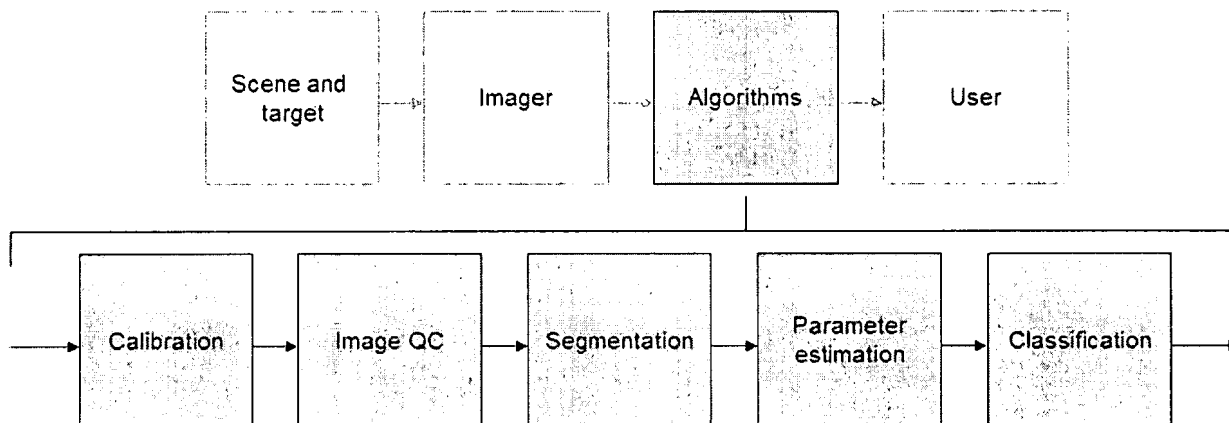 Scene and
target
Imager
Algorithms
User
Calibration
Image QC
Segmentation
Parameter
estimation
Classification